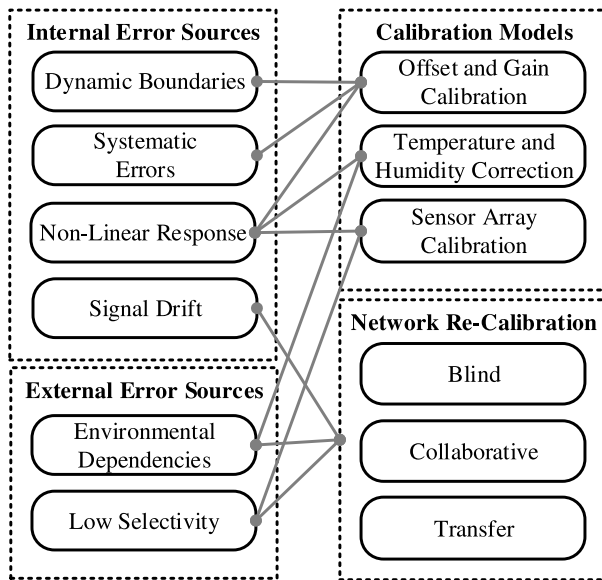 Internal Error Sources
Dynamic Boundaries
Systematic
Errors
Non-Linear Response
Signal Drift
External Error Sources
Environmental
Dependencies
Low Selectivity
Calibration Models
Offset and Gain
Calibration
Temperature and
Humidity Correction
Sensor Array
Calibration
Network Re-Calibration
Blind
Collaborative
Transfer